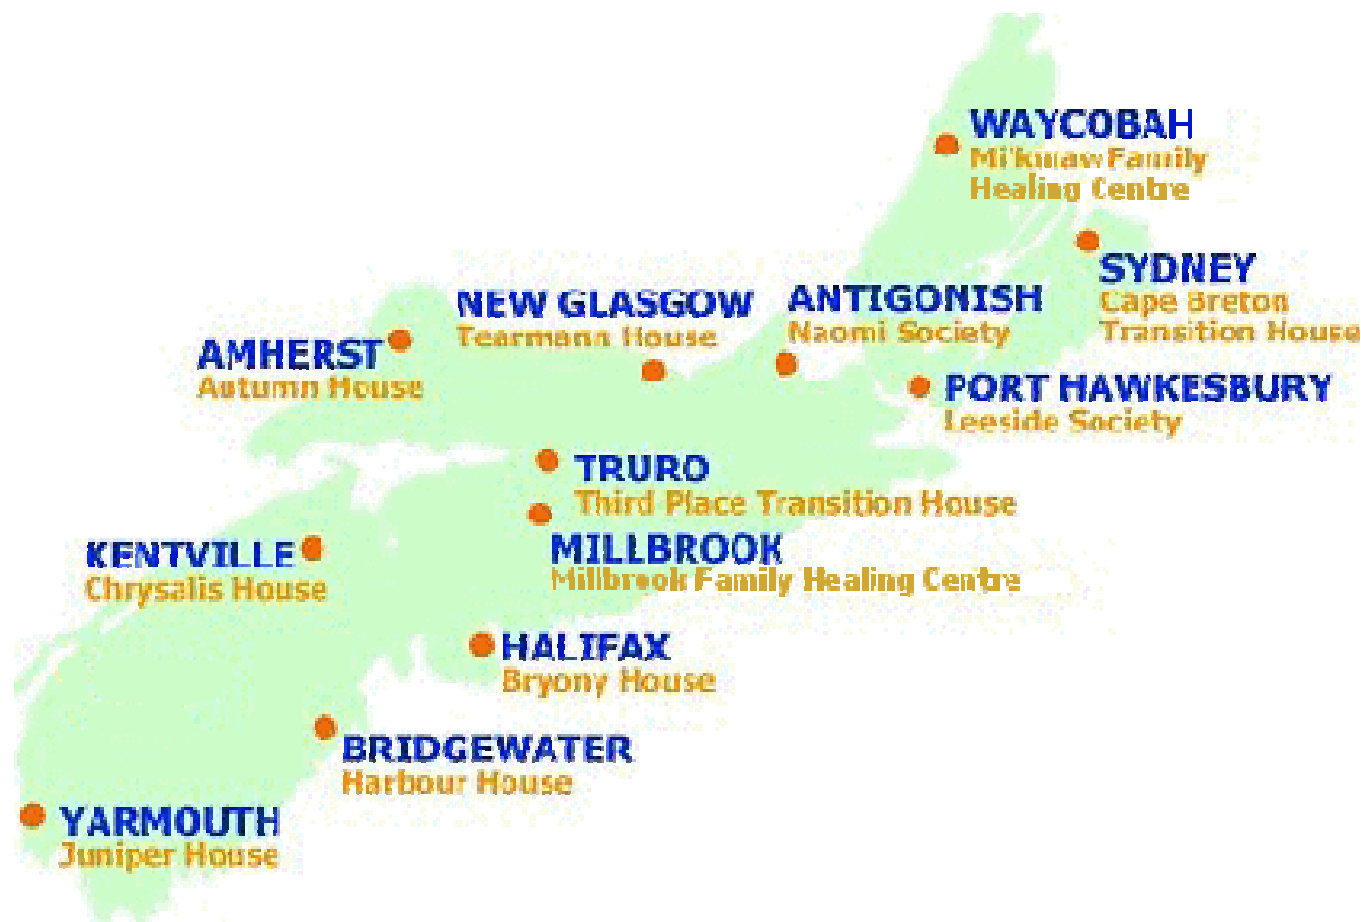 WAYCOBAH
Mi'kmaw Family
Healing Centre
SYDNEY
Cape Breton
Transition House
NEW GLASGOW
Tearmann House
ANTIGONISH
Naomi Society
AMHERST
Autumn House
PORT HAWKESBURY
Leeside Society
TRURO
Third Place Transition House
MILLBROOK
Millbrook Family Healing Centre
KENTVILLE
Chrysalis House
HALIFAX
Bryony House
BRIDGEWATER
Harbour House
YARMOUTH
Juniper House